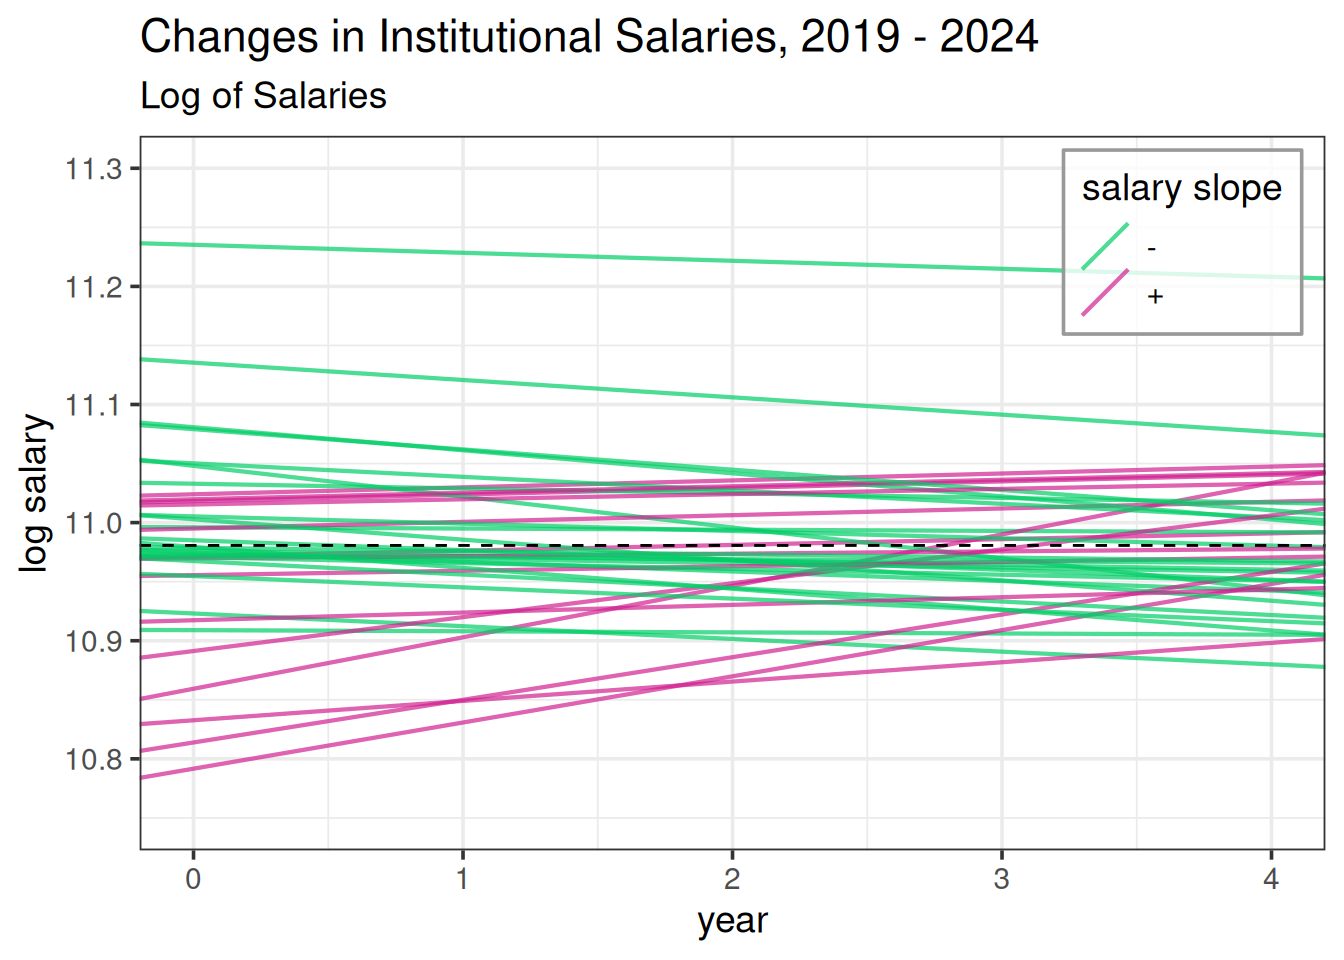 Changes in Institutional Salaries, 2019 - 2024
Log of Salaries
salary slope
-
+
11.3
11.2
11.1
11.0
10.9
10.8
log salary
0 1 2 3 4
year